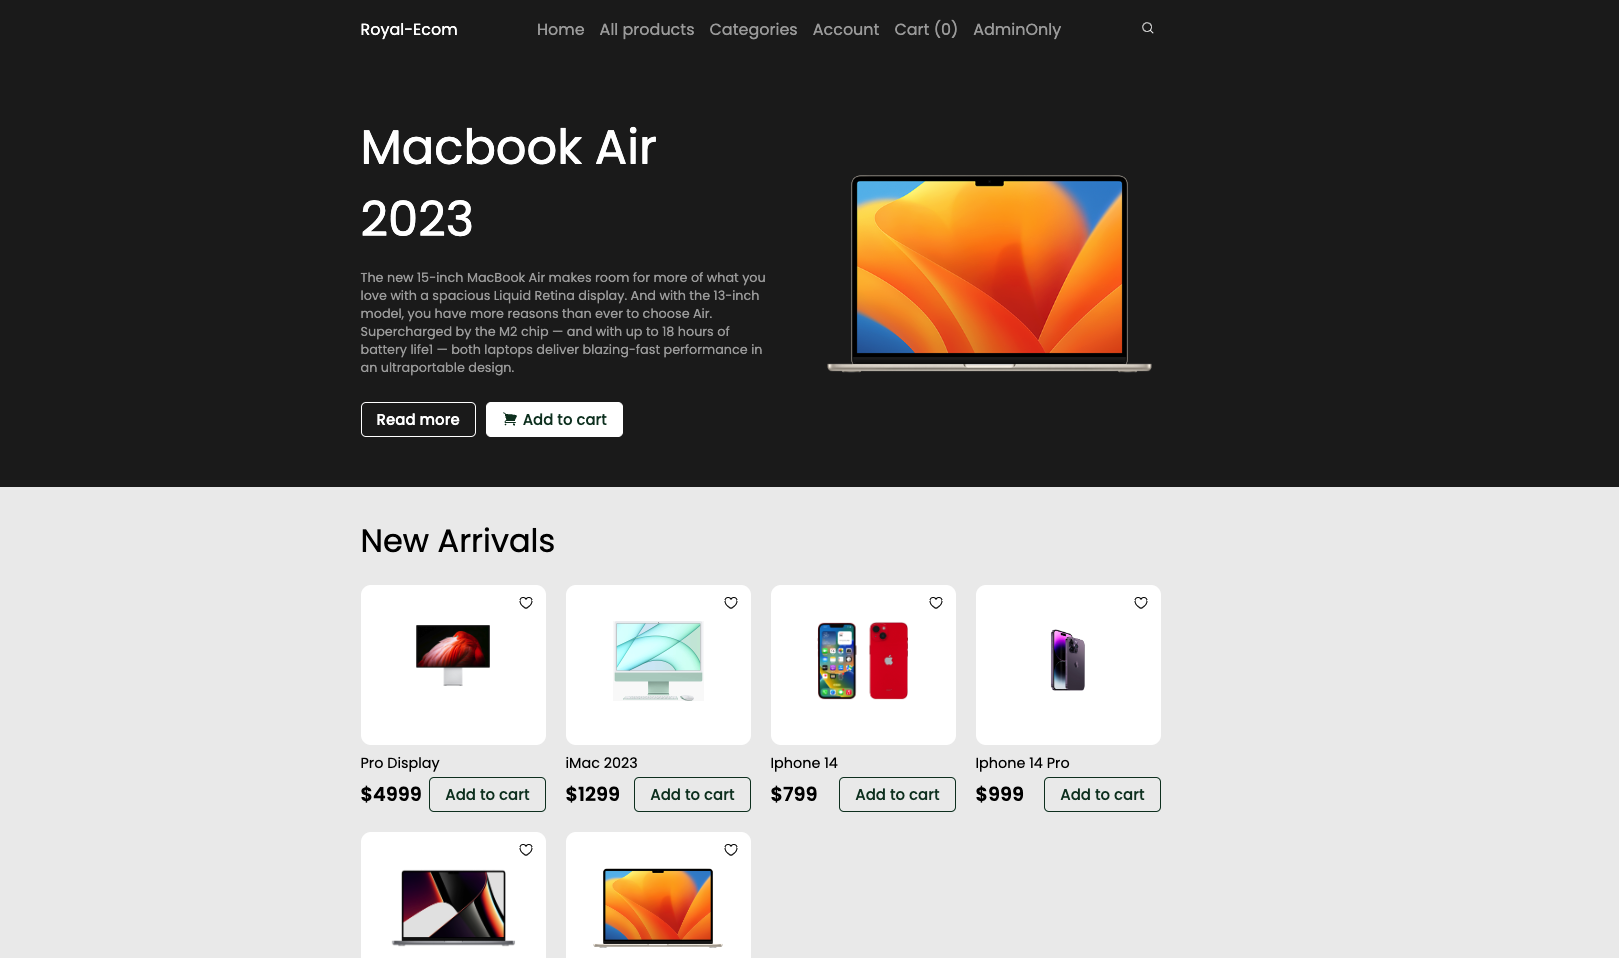 Royal-Ecom Home All products Categories Account Cart (0) AdminOnly
Macbook Air
2023
The new 15-inch MacBook Air makes room for more of what you
love with a spacious Liquid Retina display. And with the 13-inch
model, you have more reasons than ever to choose Air.
Supercharged by the M2 chip — and with up to 18 hours of
battery life1 — both laptops deliver blazing-fast performance in
an ultraportable design.
Read more Add to cart
New Arrivals
Pro Display iMac 2023 Iphone 14 Iphone 14 Pro
$4999 Add to cart $1299 Add to cart $799 Add to cart $999 Add to cart